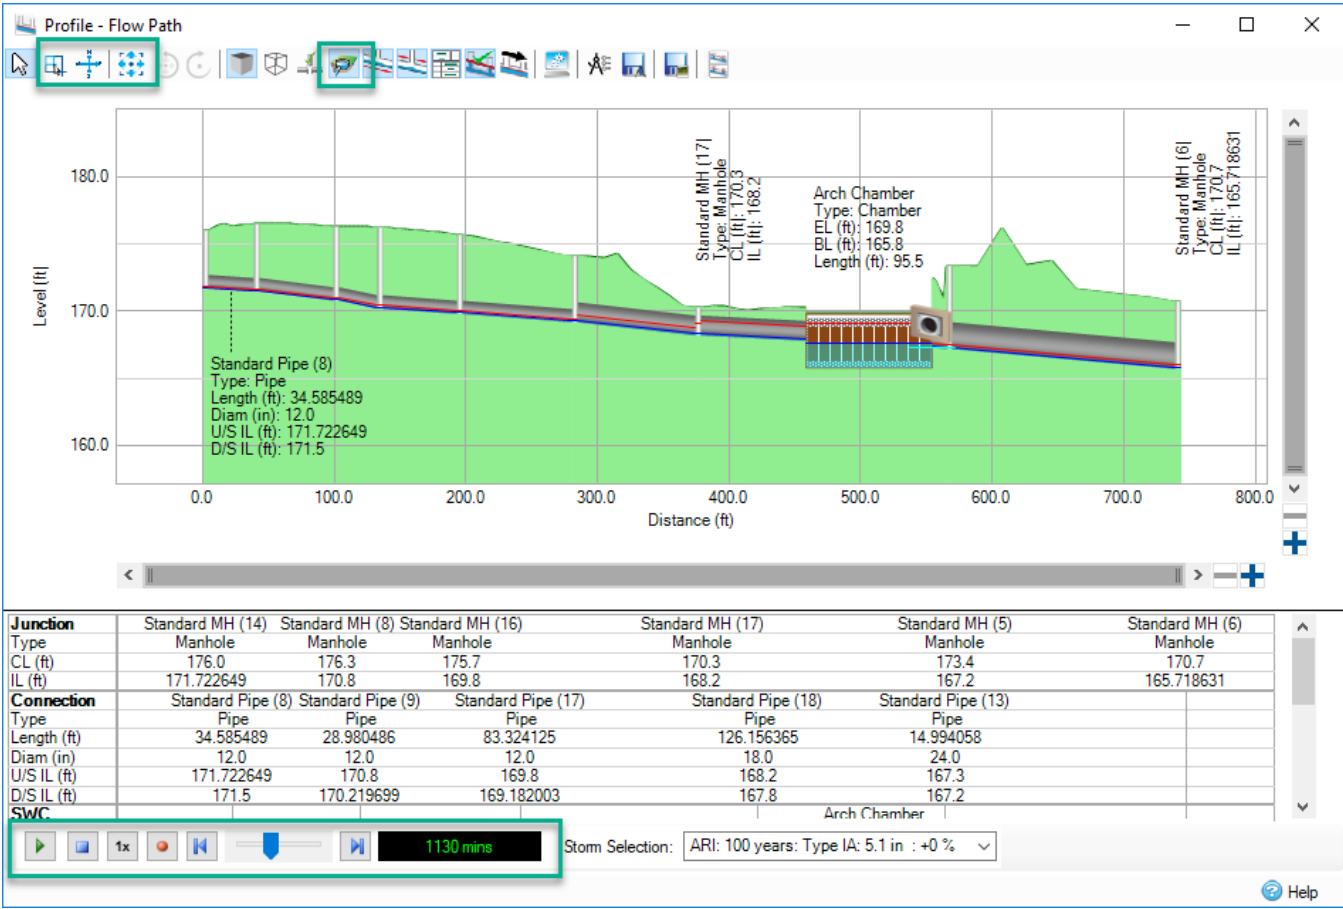 Profile - Flow Path
Standard MH (17)
Type: Manhole
CL (ft): 170.3
IL (ft): 168.2
Arch Chamber
Type: Chamber
EL (ft): 169.8
BL (ft): 165.8
Length (ft): 95.5
Standard MH (6)
Type: Manhole
CL (ft): 170.7
IL (ft): 165.718631
180.0
170.0
160.0
Level (ft)
Standard Pipe (8)
Type: Pipe
Length (ft): 34.585489
Diam (in): 12.0
U/S IL (ft): 171.722649
D/S IL (ft): 171.5
0.0 100.0 200.0 300.0 400.0 500.0 600.0 700.0 800.0
Distance (ft)
Junction Standard MH (14) Standard MH (8) Standard MH (16) Standard MH (17) Standard MH (5) Standard MH (6)
Type Manhole Manhole Manhole Manhole Manhole Manhole
CL (ft) 176.0 176.3 175.7 170.3 173.4 170.7
IL (ft) 171.722649 170.8 169.8 168.2 167.2 165.718631
Connection Standard Pipe (8) Standard Pipe (9) Standard Pipe (17) Standard Pipe (18) Standard Pipe (13)
Type Pipe Pipe Pipe Pipe Pipe
Length (ft) 34.585489 28.980486 83.324125 126.156365 14.994058
Diam (in) 12.0 12.0 12.0 18.0 24.0
U/S IL (ft) 171.722649 170.8 169.8 168.2 167.3
D/S IL (ft) 171.5 170.219699 169.182003 167.8 167.2
SWC Arch Chamber
1x 1130 mins Storm Selection: ARI: 100 years: Type IA: 5.1 in : +0 %
Help